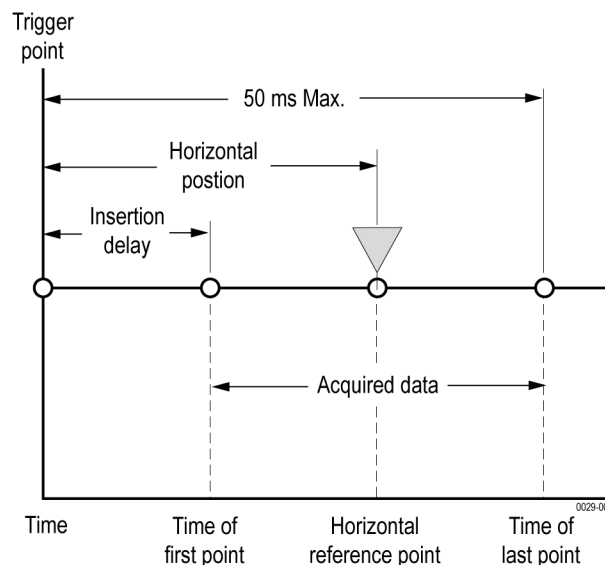 Trigger
point
50 ms Max.
Horizontal
postion
Insertion
delay
Acquired data
Time
Time of
first point
Horizontal
reference point
Time of
last point